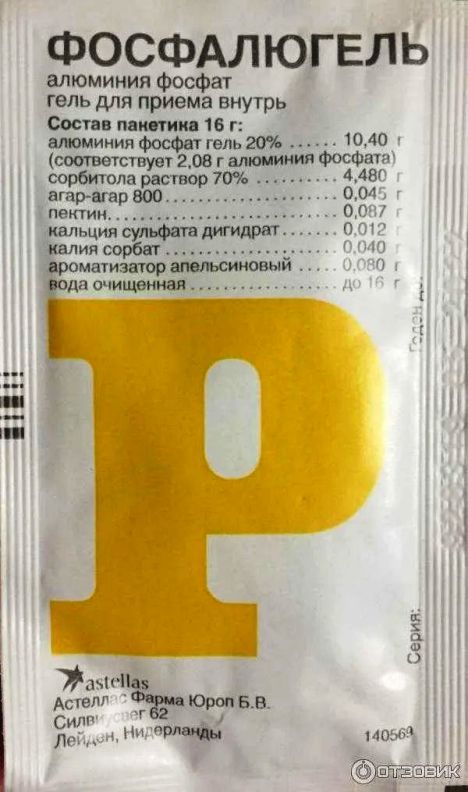 ФОСФАЛЮГЕЛЬ
алюминия фосфат
гель для приема внутрь
Состав пакетика 16 г:
алюминия фосфат гель 20% ...... 10,40 г
(соответствует 2,08 г алюминия фосфата)
сорбитола раствор 70% .......... 4,480 г
агар-агар 800 ..................... 0,045 г
пектин ............................ 0,087 г
кальция сульфата дигидрат ...... 0,012 г
калия сорбат ..................... 0,040 г
ароматизатор апельсиновый ..... 0,080 г
вода очищенная .................. до 16 г
Годен до:
P
Серия:
astellas
Астеллас Фарма Юроп Б.В.
62
Лейден, Нидерланды
140569
ОТЗОВИК